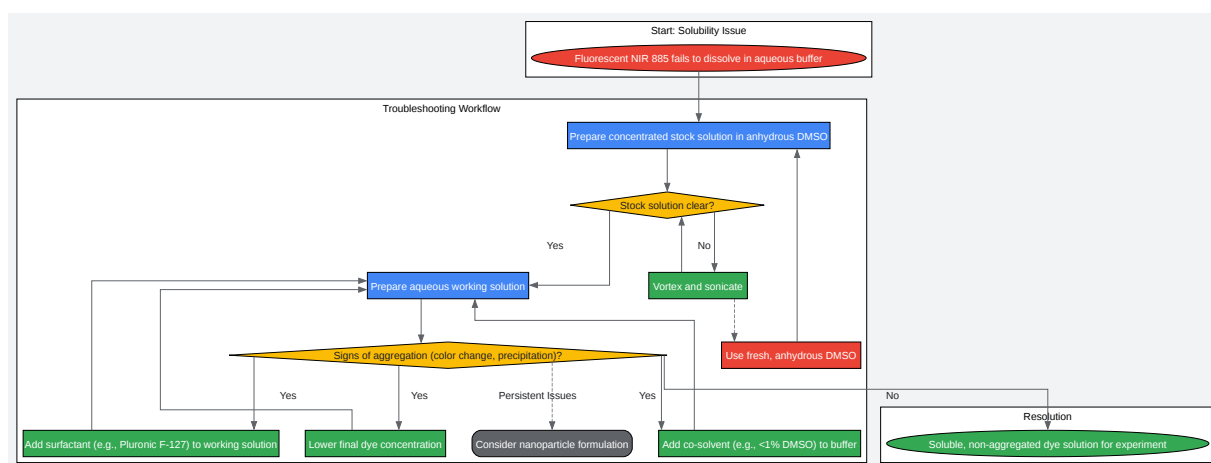 Start: Solubility Issue
Fluorescent NIR 885 fails to dissolve in aqueous buffer
Troubleshooting Workflow
Prepare concentrated stock solution in anhydrous DMSO
Stock solution clear?
Yes
No
Prepare aqueous working solution
Vortex and sonicate
Signs of aggregation (color change, precipitation)?
Use fresh, anhydrous DMSO
Yes
Yes
Persistent Issues
Yes
No
Resolution
Add surfactant (e.g., Pluronic F-127) to working solution
Lower final dye concentration
Consider nanoparticle formulation
Add co-solvent (e.g., <1% DMSO) to buffer
Soluble, non-aggregated dye solution for experiment